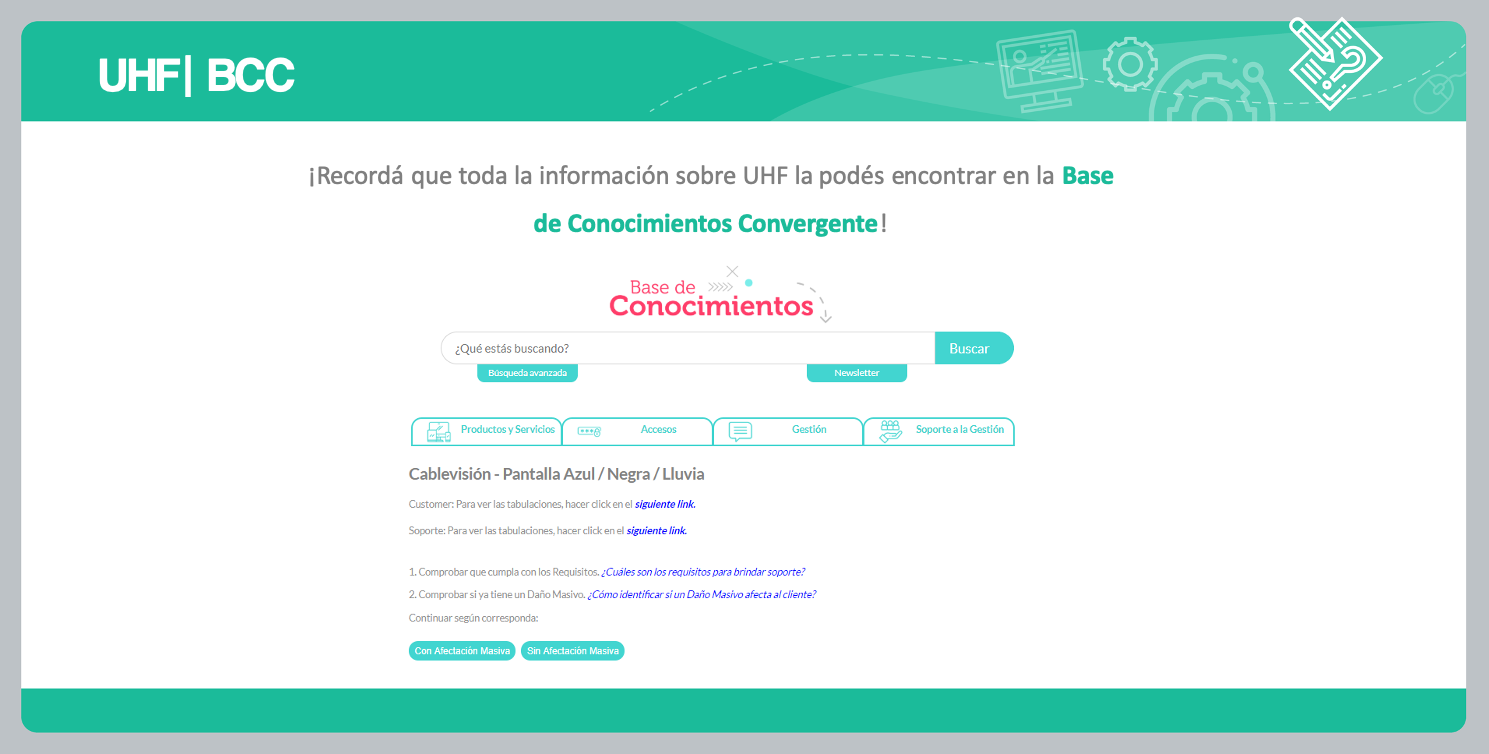 UHF| BCC
¡Recordá que toda la información sobre UHF la podés encontrar en la Base
de Conocimientos Convergente!
Base de
Conocimientos
¿Qué estás buscando?
Buscar
Búsqueda avanzada
Newsletter
Productos y Servicios
Accesos
Gestión
Soporte a la Gestión
Cablevisión - Pantalla Azul / Negra / Lluvia
Customer: Para ver las tabulaciones, hacer click en el siguiente link.
Soporte: Para ver las tabulaciones, hacer click en el siguiente link.
1. Comprobar que cumpla con los Requisitos. ¿Cuáles son los requisitos para brindar soporte?
2. Comprobar si ya tiene un Daño Masivo. ¿Cómo identificar si un Daño Masivo afecta al cliente?
Continuar según corresponda:
Con Afectación Masiva
Sin Afectación Masiva